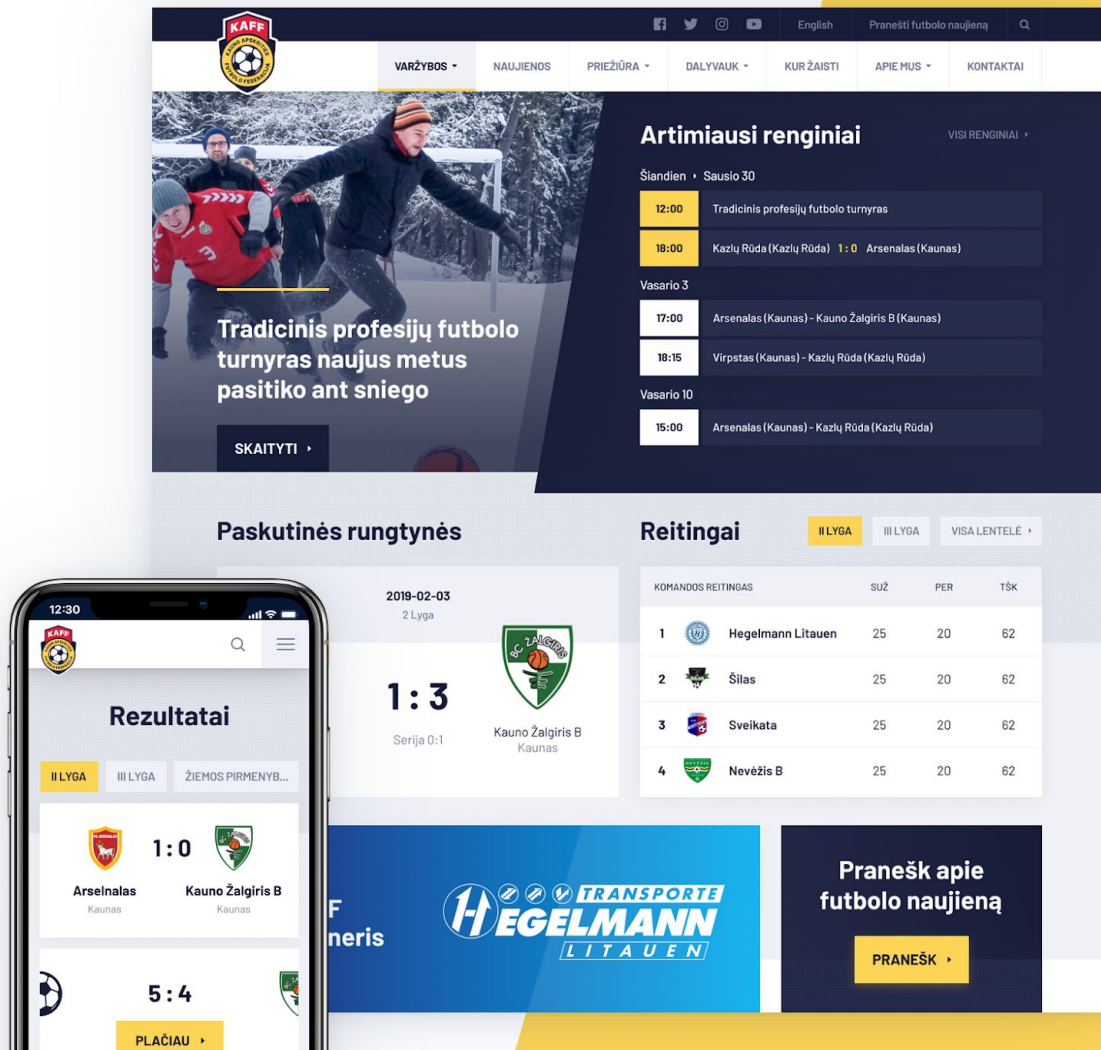 KAFF
KAUNO APSKRITIES
FUTBOLO FEDERACIJA
English
Pranešti futbolo naujieną
VARŽYBOS
NAUJIENOS
PRIEŽIŪRA
DALYVAUK
KUR ŽAISTI
APIE MUS
KONTAKTAI
Tradicinis profesijų futbolo
turnyras naujus metus
pasitiko ant sniego
SKAITYTI
Artimiausi renginiai
VISI RENGINIAI
Šiandien Sausio 30
12:00 Tradicinis profesijų futbolo turnyras
18:00 Kazlų Rūda (Kazlų Rūda) 1:0 Arsenalas (Kaunas)
Vasario 3
17:00 Arsenalas (Kaunas) - Kauno Žalgiris B (Kaunas)
18:15 Virpstas (Kaunas) - Kazlų Rūda (Kazlų Rūda)
Vasario 10
15:00 Arsenalas (Kaunas) - Kazlų Rūda (Kazlų Rūda)
Paskutinės rungtynės
2019-02-03
2 Lyga
1 : 3
Serija 0:1
BC ŽALGIRIS
Kauno Žalgiris B
Kaunas
Reitingai
II LYGA
III LYGA
VISA LENTELĖ
KOMANDOS REITINGAS SUŽ PER TŠK
1 Hegelmann Litauen 25 20 62
2 Šilas 25 20 62
3 Sveikata 25 20 62
4 Nevėžis B 25 20 62
F
neris
TRANSPORTE
HEGELMANN
LITAUEN
Pranešk apie
futbolo naujieną
PRANEŠK
12:30
KAFF
Rezultatai
II LYGA
III LYGA
ŽIEMOS PIRMENYB...
1:0
Arselnalas
Kaunas
Kauno Žalgiris B
Kaunas
5:4
PLAČIAU